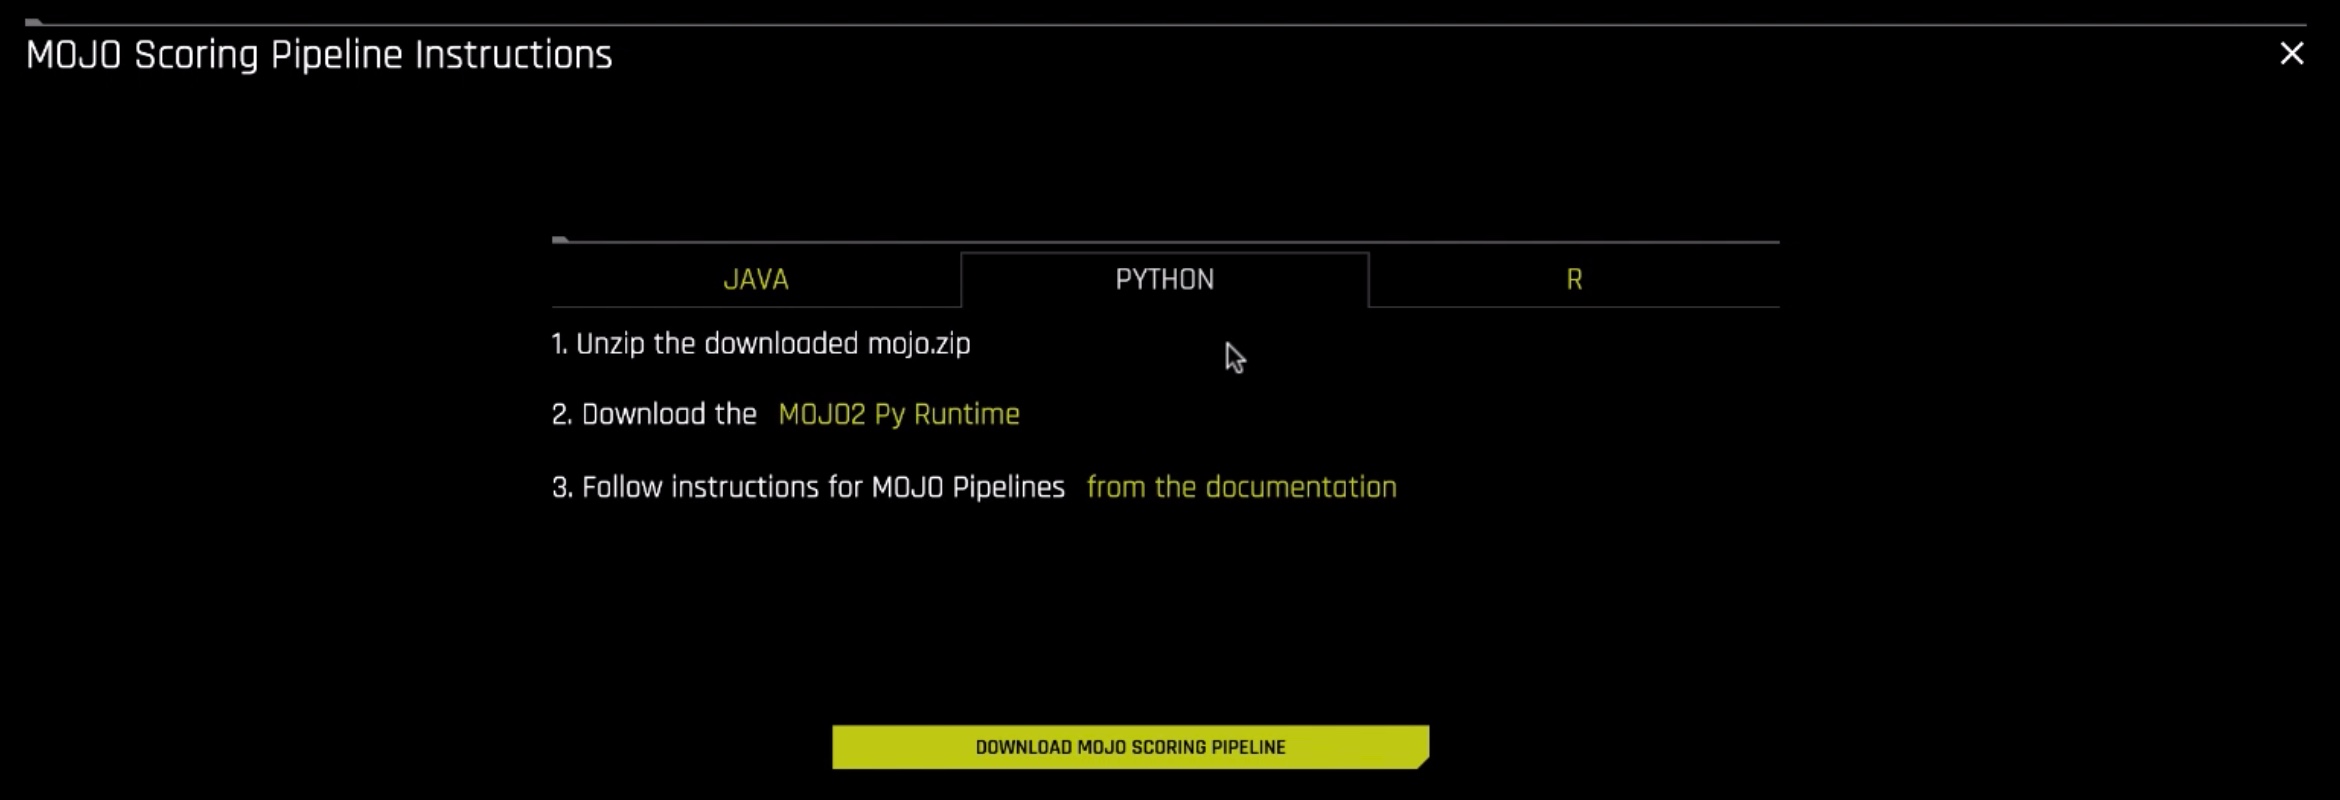 MOJO Scoring Pipeline Instructions
JAVA
PYTHON
R
1. Unzip the downloaded mojo.zip
2. Download the MOJO2 Py Runtime
3. Follow instructions for MOJO Pipelines from the documentation
DOWNLOAD MOJO SCORING PIPELINE